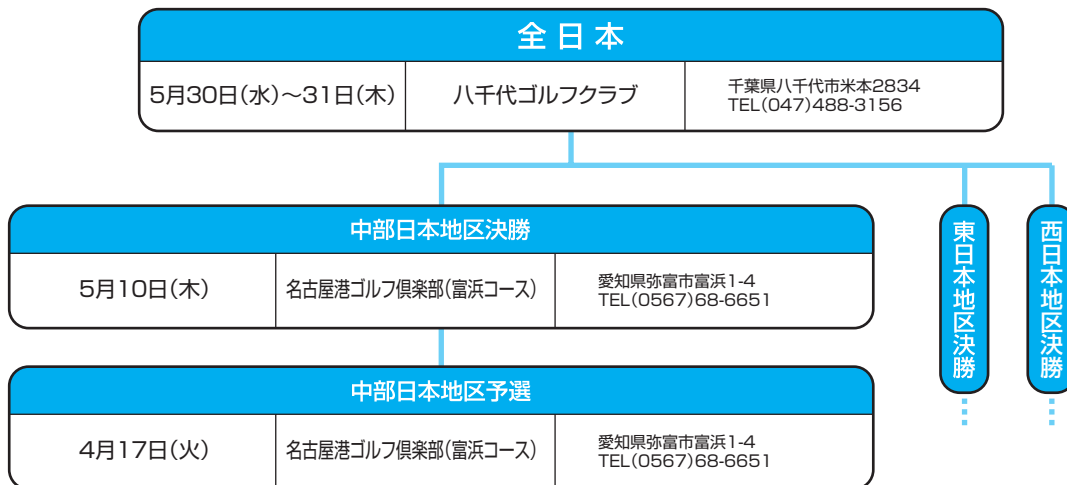 全日本
5月30日(水)〜31日(木)
八千代ゴルフクラブ
千葉県八千代市米本2834
TEL(047)488-3156
中部日本地区決勝
5月10日(木)
名古屋港ゴルフ倶楽部(富浜コース)
愛知県弥富市富浜1-4
TEL(0567)68-6651
東日本地区決勝
西日本地区決勝
中部日本地区予選
4月17日(火)
名古屋港ゴルフ倶楽部(富浜コース)
愛知県弥富市富浜1-4
TEL(0567)68-6651